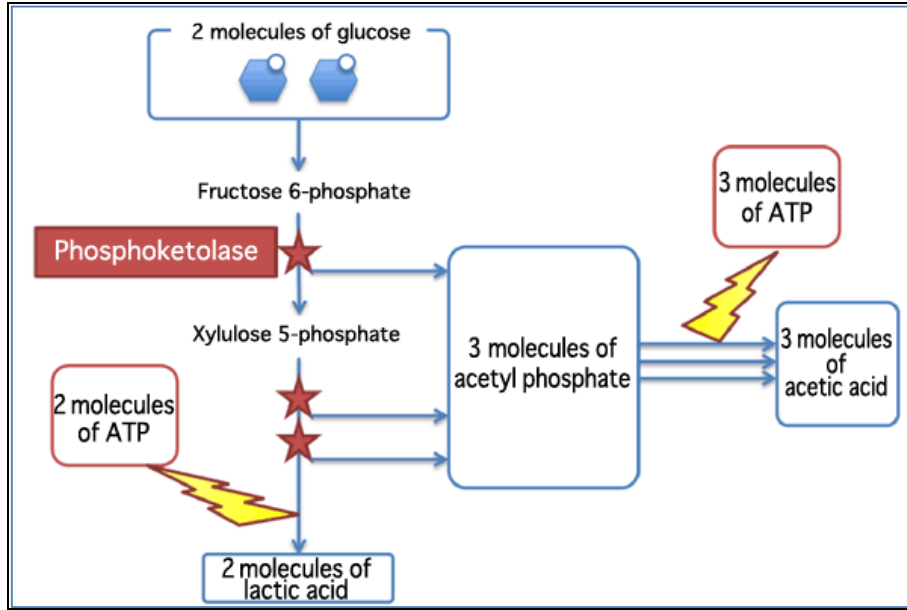 2 molecules of glucose
Fructose 6-phosphate
Phosphoketolase
Xylulose 5-phosphate
2 molecules
of ATP
2 molecules of
lactic acid
3 molecules of
acetyl phosphate
3 molecules
of ATP
3 molecules
of
acetic acid